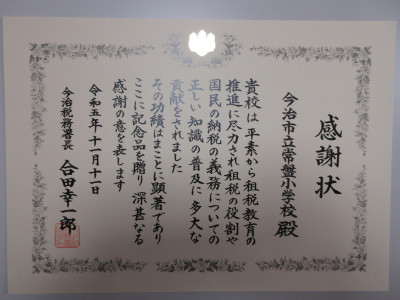 感謝状
今治市立常盤小学校殿
貴校は平素から租税教育の
推進に尽力され租税の役割や
国民の納税の義務についての
正しい知識の普及に多大な
貢献をされました
その功績はまことに顕著であり
ここに記念品を贈り深甚なる
感謝の意を表します
令和五年十一月十一日
今治税務署長 合田幸一郎